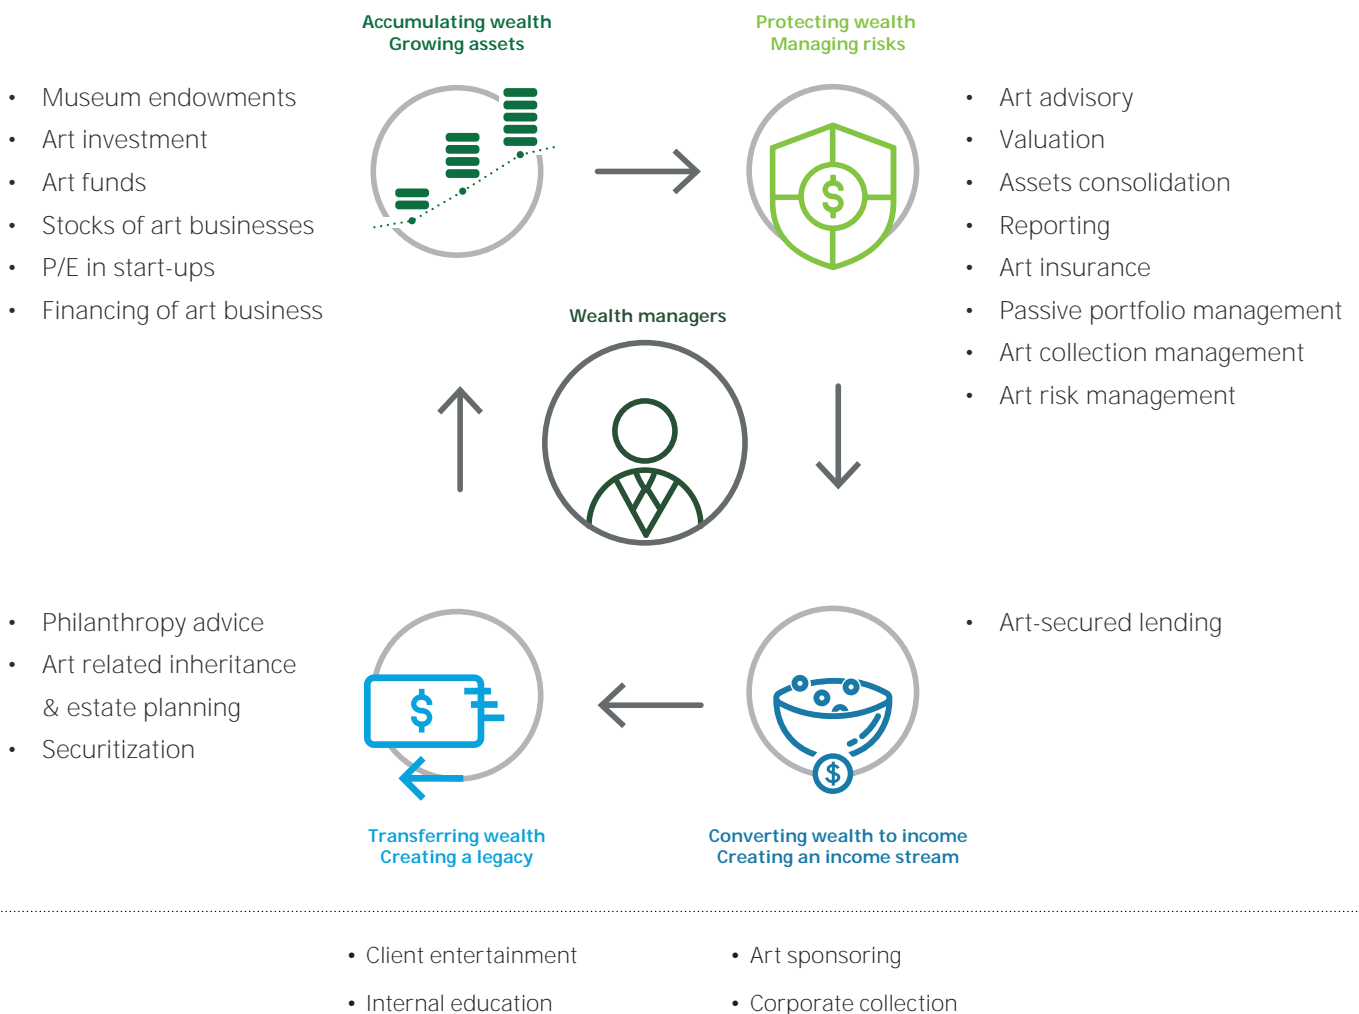 Accumulating wealth
Growing assets
Protecting wealth
Managing risks
• Museum endowments
• Art investment
• Art funds
• Stocks of art businesses
• P/E in start-ups
• Financing of art business
• Art advisory
• Valuation
• Assets consolidation
• Reporting
• Art insurance
• Passive portfolio management
• Art collection management
• Art risk management
$
Wealth managers
• Philanthropy advice
• Art related inheritance
& estate planning
• Securitization
• Art-secured lending
$
$
Transferring wealth
Creating a legacy
Converting wealth to income
Creating an income stream
• Client entertainment
• Art sponsoring
• Internal education
• Corporate collection